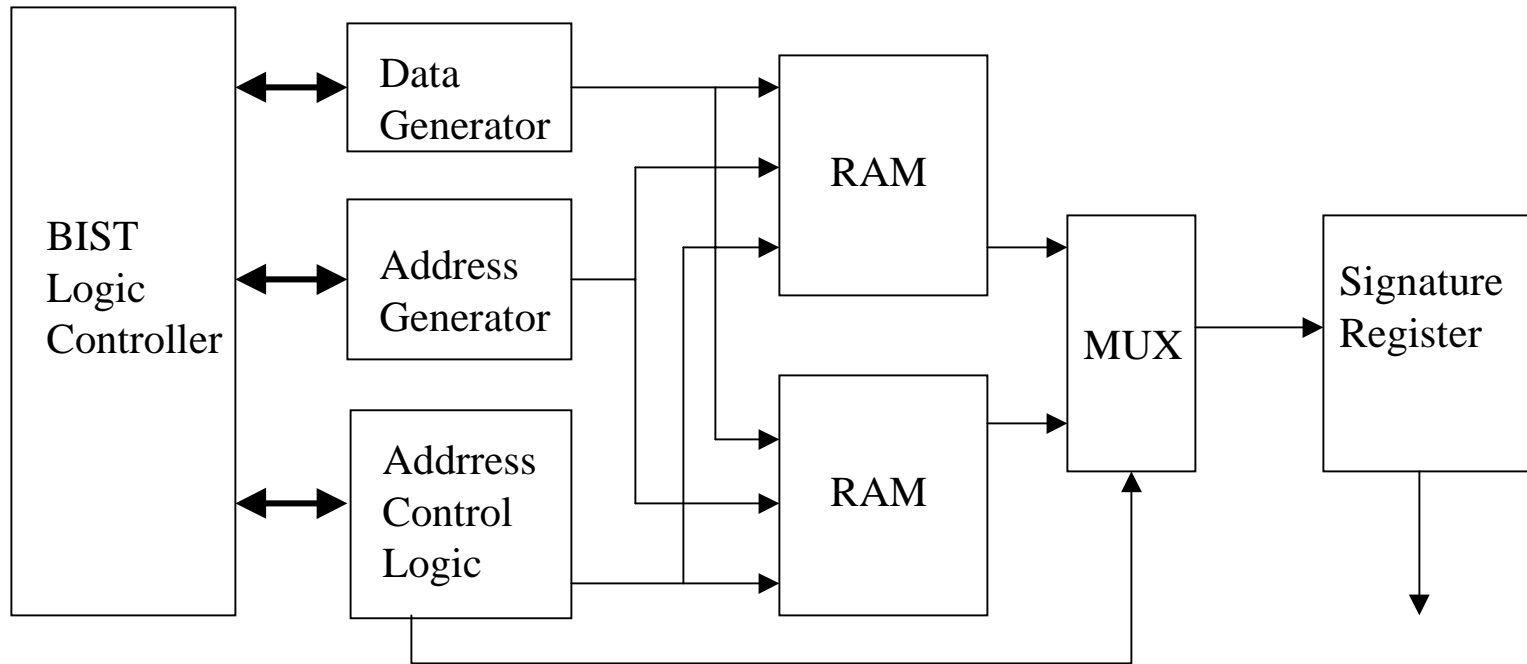 BIST
Logic
Controller
Data
Generator
Address
Generator
Addrress
Control
Logic
RAM
RAM
MUX
Signature
Register